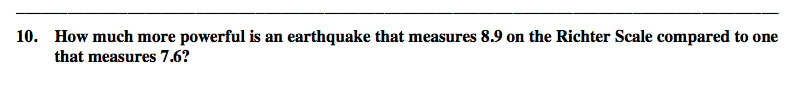 10. How much more powerful is an earthquake that measures 8.9 on the Richter Scale compared to one
that measures 7.6?